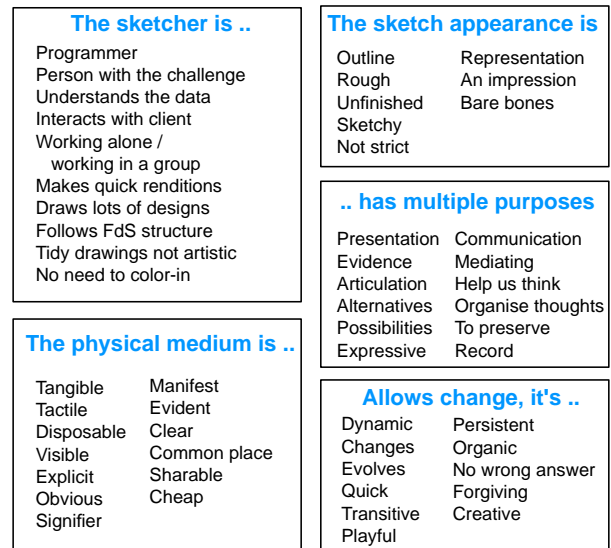 The sketcher is ..
Programmer
Person with the challenge
Understands the data
Interacts with client
Working alone /
working in a group
Makes quick renditions
Draws lots of designs
Follows FdS structure
Tidy drawings not artistic
No need to color-in
The physical medium is ..
Tangible
Tactile
Disposable
Visible
Explicit
Obvious
Signifier
Manifest
Evident
Clear
Common place
Sharable
Cheap
The sketch appearance is
Outline
Rough
Unfinished
Sketchy
Not strict
Representation
An impression
Bare bones
.. has multiple purposes
Presentation
Evidence
Articulation
Alternatives
Possibilities
Expressive
Communication
Mediating
Help us think
Organise thoughts
To preserve
Record
Allows change, it's ..
Dynamic
Changes
Evolves
Quick
Transitive
Playful
Persistent
Organic
No wrong answer
Forgiving
Creative